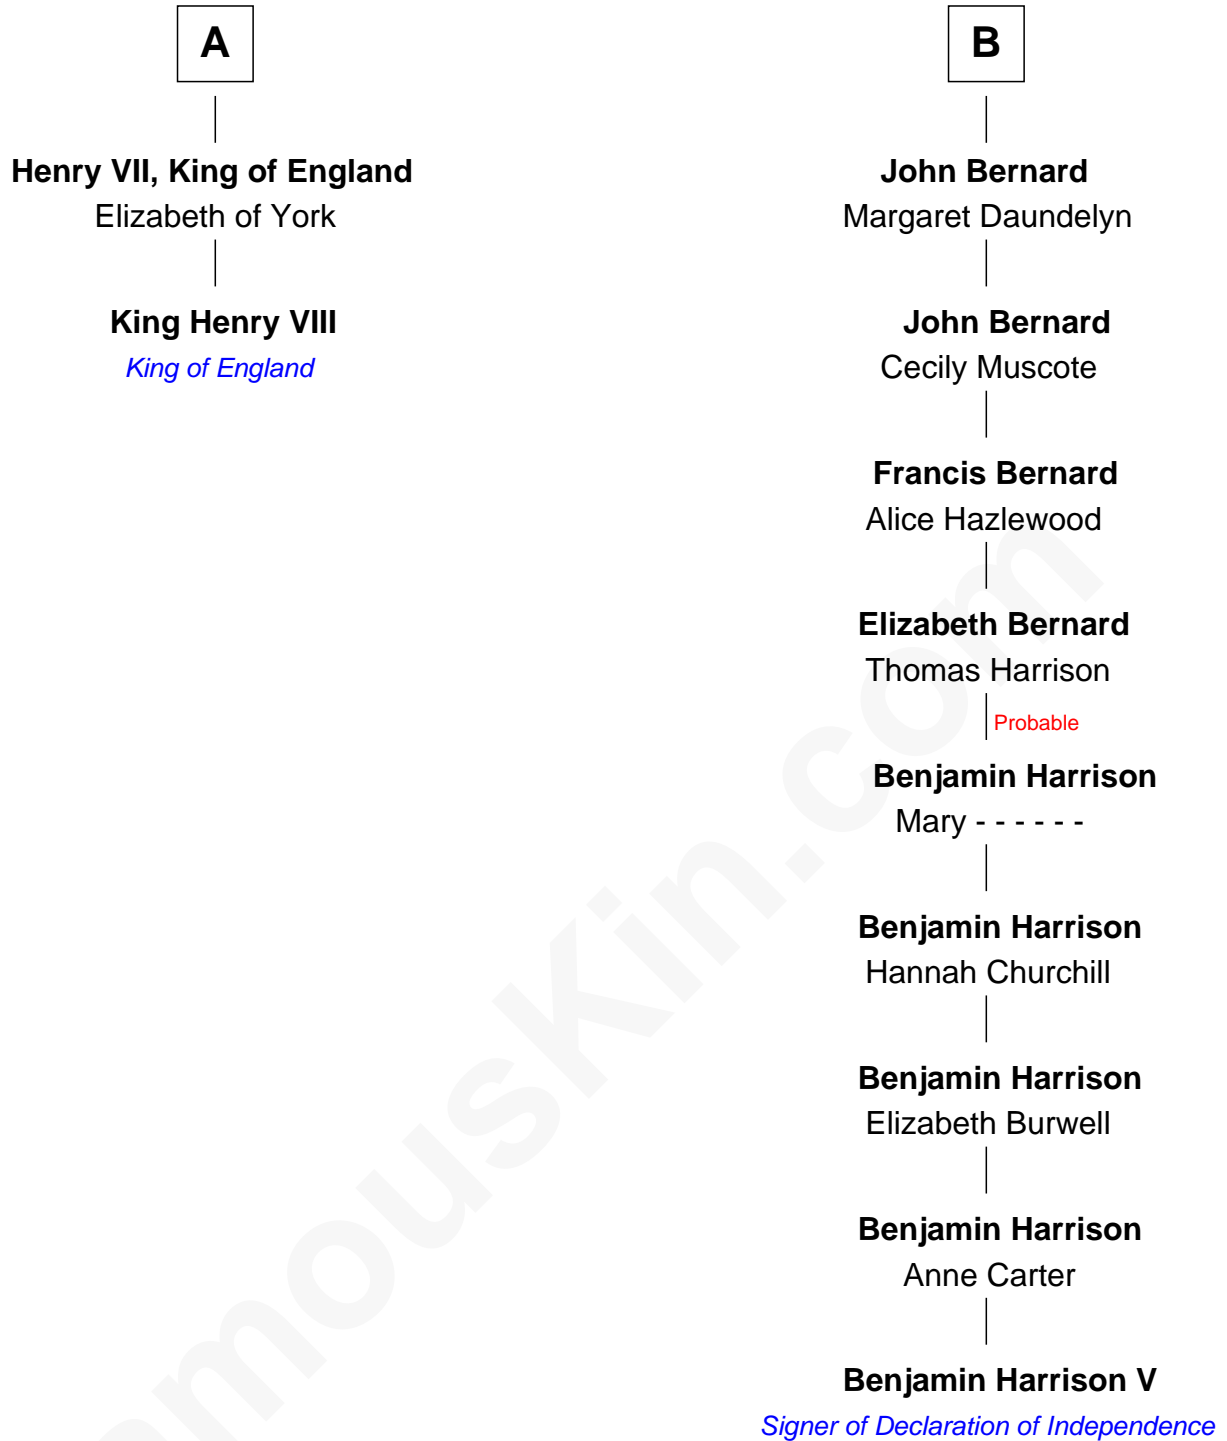 A
Henry VII, King of England
Elizabeth of York
King Henry VIII
King of England
B
John Bernard
Margaret Daundelyn
John Bernard
Cecily Muscote
Francis Bernard
Alice Hazlewood
Elizabeth Bernard
Thomas Harrison
Probable
Benjamin Harrison
Mary - - - - - -
Benjamin Harrison
Hannah Churchill
Benjamin Harrison
Elizabeth Burwell
Benjamin Harrison
Anne Carter
Benjamin Harrison V
Signer of Declaration of Independence
amousKin.com